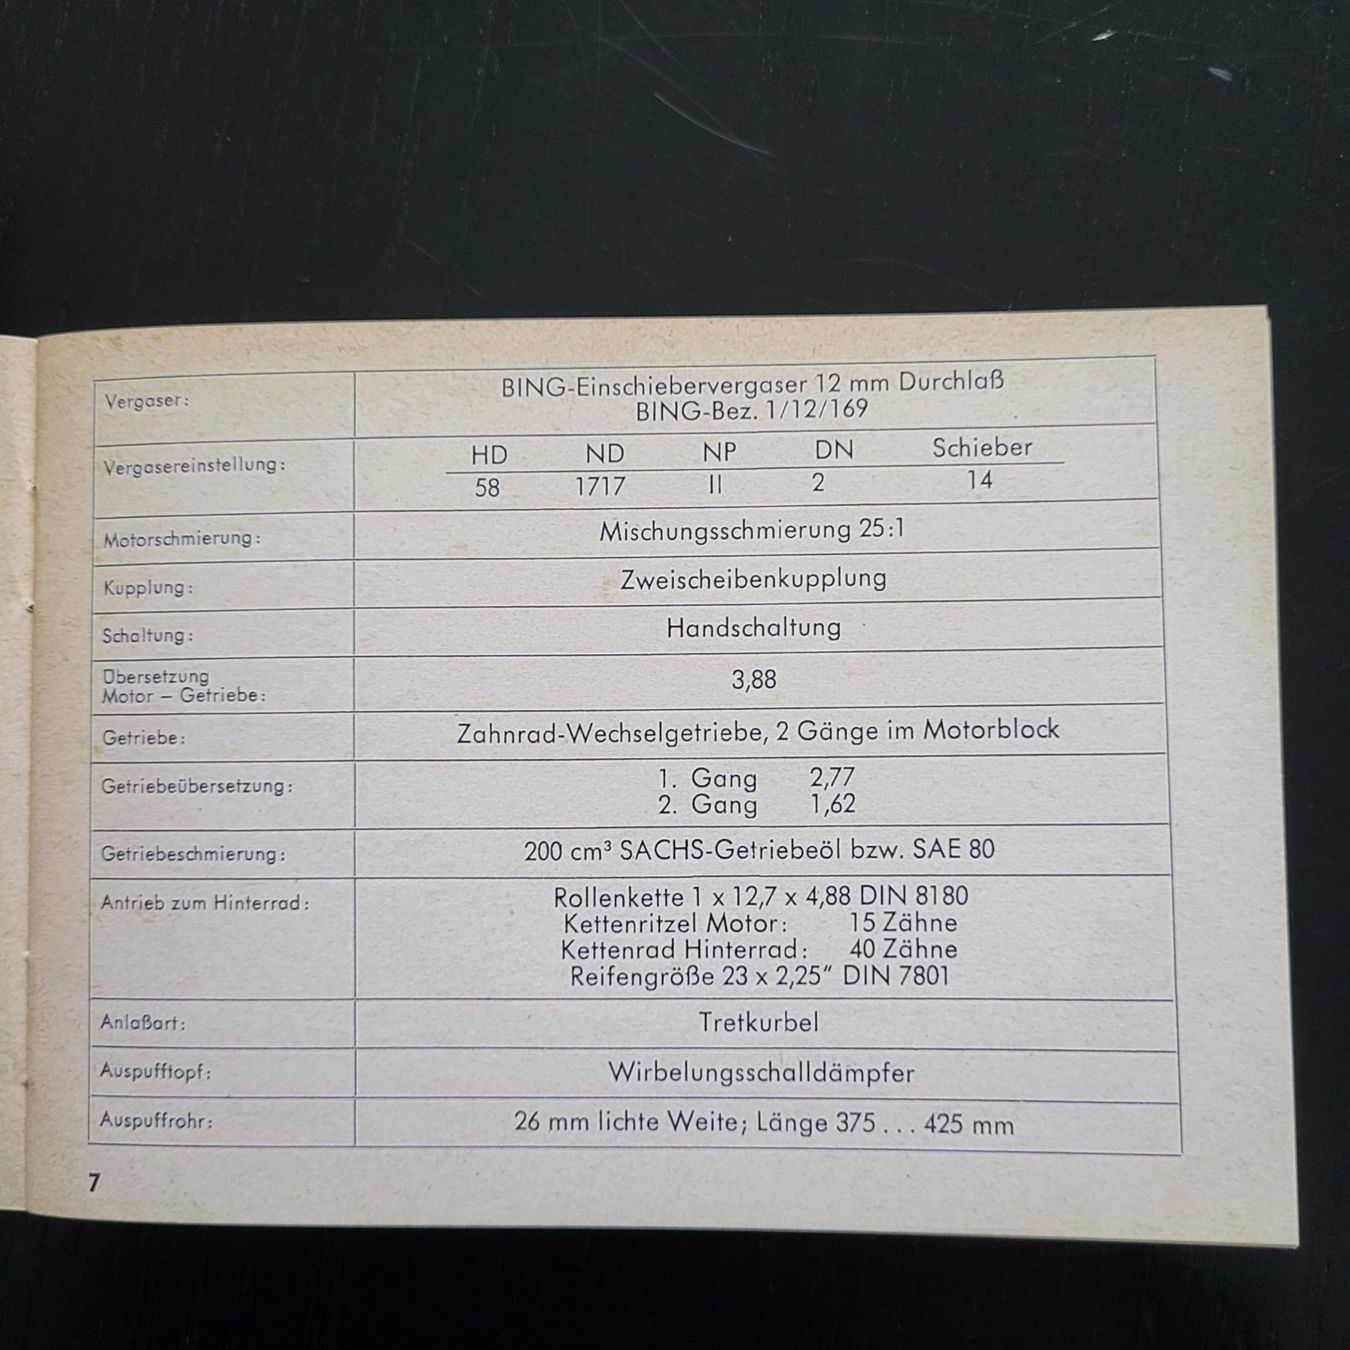 Vergaser: BING-Einschiebervergaser 12 mm Durchlaß
BING-Bez. 1/12/169
Vergasereinstellung: HD ND NP DN Schieber
58 1717 II 2 14
Motorschmierung: Mischungsschmierung 25:1
Kupplung: Zweischeibenkupplung
Schaltung: Handschaltung
Übersetzung
Motor – Getriebe: 3,88
Getriebe: Zahnrad-Wechselgetriebe, 2 Gänge im Motorblock
Getriebeübersetzung: 1. Gang 2,77
2. Gang 1,62
Getriebeschmierung: 200 cm³ SACHS-Getriebeöl bzw. SAE 80
Antrieb zum Hinterrad: Rollenkette 1 x 12,7 x 4,88 DIN 8180
Kettenritzel Motor: 15 Zähne
Kettenrad Hinterrad: 40 Zähne
Reifengröße 23 x 2,25“ DIN 7801
Anlaßart: Tretkurbel
Auspufftopf: Wirbelungsschalldämpfer
Auspuffrohr: 26 mm lichte Weite; Länge 375 . . . 425 mm
7